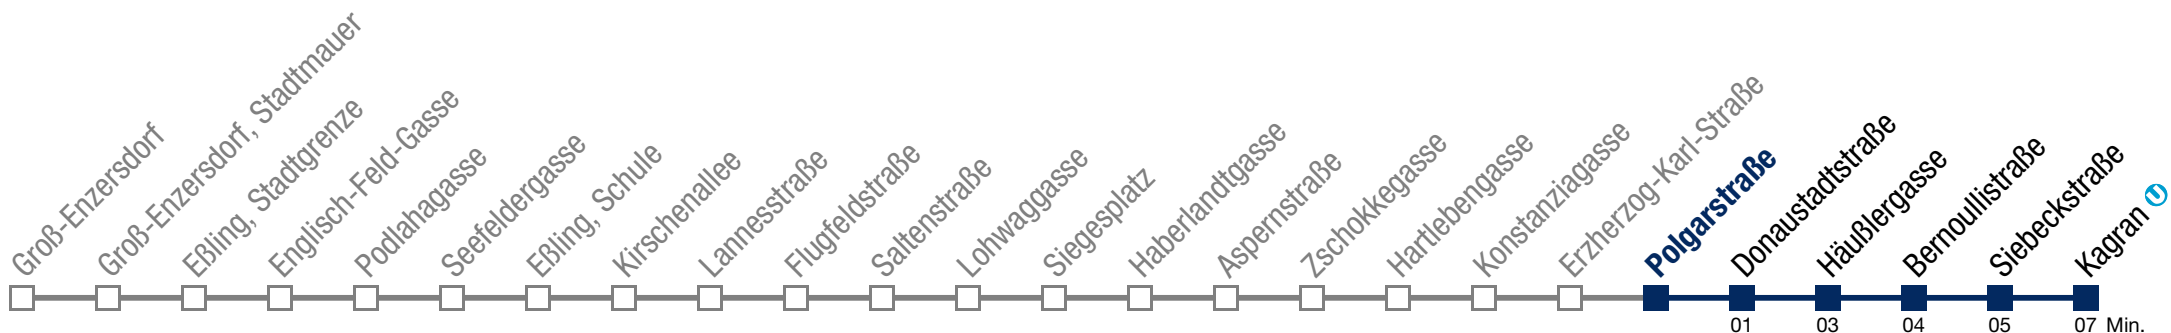 Groß-Enzersdorf
Groß-Enzersdorf, Stadtmauer
Eßling, Stadtgrenze
Englisch-Feld-Gasse
Podlahagasse
Seefeldergasse
Eßling, Schule
Kirschenallee
Lannesstraße
Flugfeldstraße
Saltenstraße
Lohwaggasse
Siegesplatz
Haberlandtgasse
Aspernstraße
Zschokkegasse
Hartlebengasse
Konstanziagasse
Erzherzog-Karl-Straße
Polgarstraße
Donaustadtstraße
Häußlergasse
Bernoullistraße
Siebeckstraße
Kagran U
01 03 04 05 07 Min.